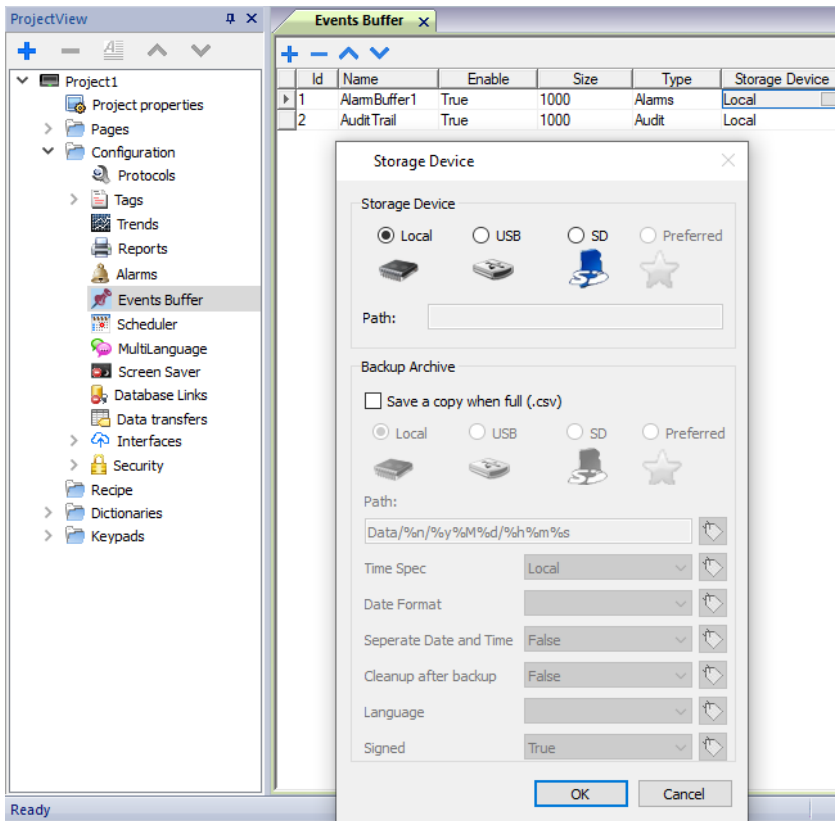 ProjectView
Project1
Project properties
Pages
Configuration
Protocols
Tags
Trends
Reports
Alarms
Events Buffer
Scheduler
MultiLanguage
Screen Saver
Database Links
Data transfers
Interfaces
Security
Recipe
Dictionaries
Keypads
Ready
Events Buffer
Id Name Enable Size Type Storage Device
1 AlarmBuffer1 True 1000 Alarms Local
2 AuditTrail True 1000 Audit Local
Storage Device
Storage Device
Local USB SD Preferred
Path:
Backup Archive
Save a copy when full (.csv)
Local USB SD Preferred
Path:
Data/%n/%y%M%d/%h%m%s
Time Spec Local
Date Format
Seperate Date and Time False
Cleanup after backup False
Language
Signed True
OK Cancel